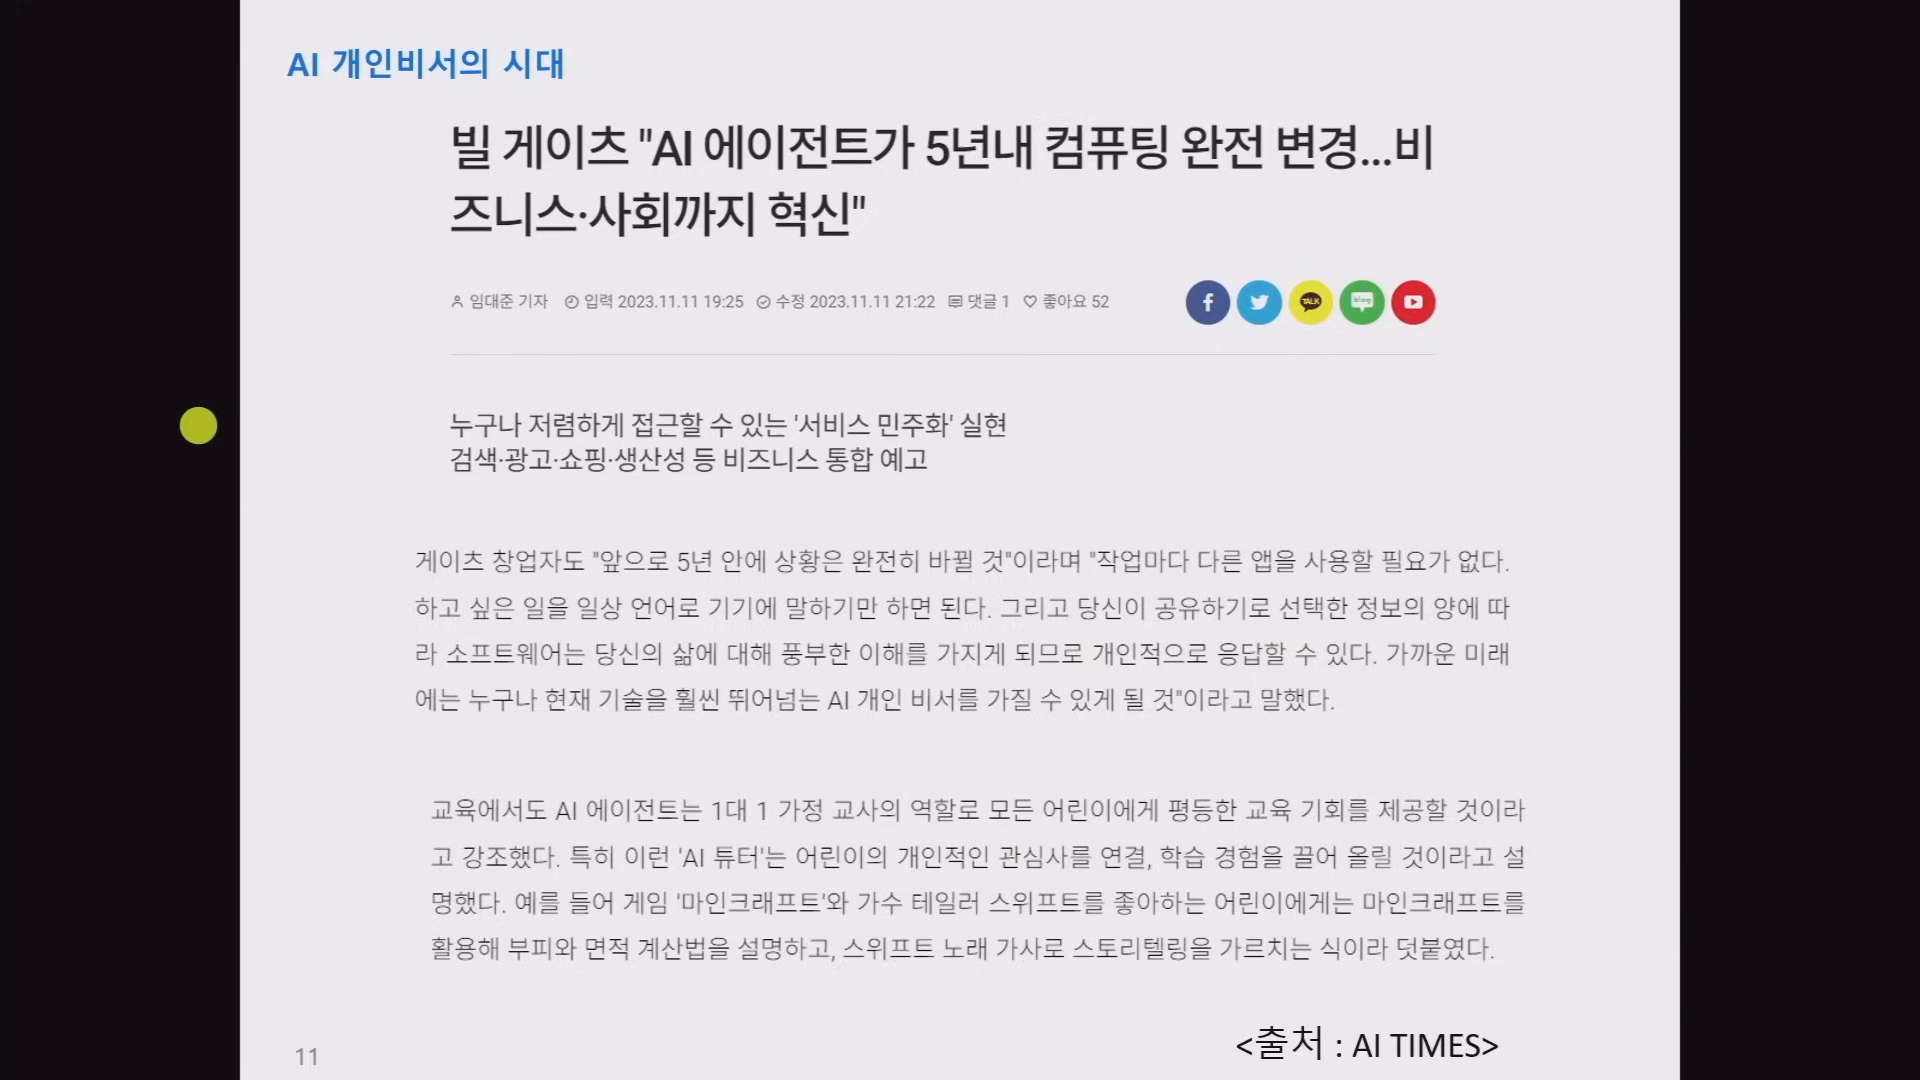 AI 개인비서의 시대
빌 게이츠 "AI 에이전트가 5년내 컴퓨팅 완전 변경...비
즈니스·사회까지 혁신"
임대준 기자 입력 2023.11.11 19:25 수정 2023.11.11 21:22 댓글 1 좋아요 52
TALK
blog
누구나 저렴하게 접근할 수 있는 '서비스 민주화' 실현
검색·광고·쇼핑·생산성 등 비즈니스 통합 예고
게이츠 창업자도 "앞으로 5년 안에 상황은 완전히 바뀔 것"이라며 "작업마다 다른 앱을 사용할 필요가 없다.
하고 싶은 일을 일상 언어로 기기에 말하기만 하면 된다. 그리고 당신이 공유하기로 선택한 정보의 양에 따
라 소프트웨어는 당신의 삶에 대해 풍부한 이해를 가지게 되므로 개인적으로 응답할 수 있다. 가까운 미래
에는 누구나 현재 기술을 훨씬 뛰어넘는 AI 개인 비서를 가질 수 있게 될 것"이라고 말했다.
교육에서도 AI 에이전트는 1대 1 가정 교사의 역할로 모든 어린이에게 평등한 교육 기회를 제공할 것이라
고 강조했다. 특히 이런 'AI 튜터'는 어린이의 개인적인 관심사를 연결, 학습 경험을 끌어 올릴 것이라고 설
명했다. 예를 들어 게임 '마인크래프트'와 가수 테일러 스위프트를 좋아하는 어린이에게는 마인크래프트를
활용해 부피와 면적 계산법을 설명하고, 스위프트 노래 가사로 스토리텔링을 가르치는 식이라 덧붙였다.
<출처 : AI TIMES>
11